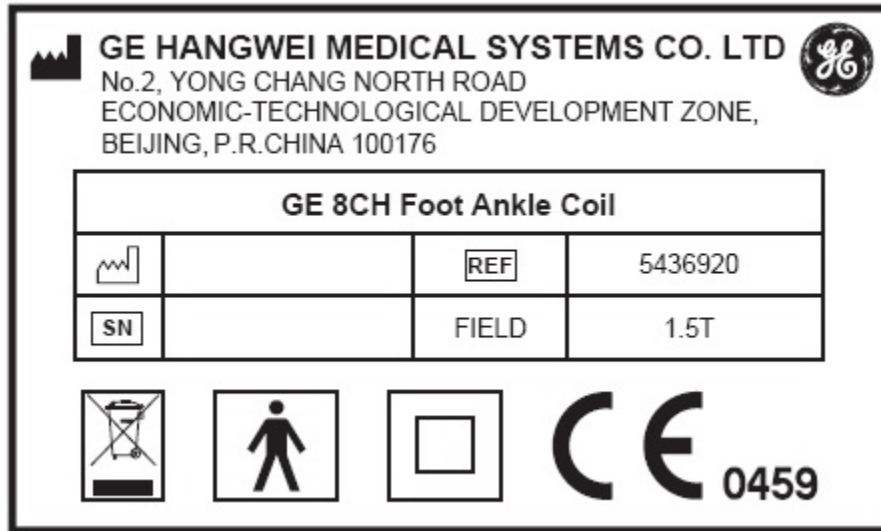 GE HANGWEI MEDICAL SYSTEMS CO. LTD
No.2, YONG CHANG NORTH ROAD
ECONOMIC-TECHNOLOGICAL DEVELOPMENT ZONE,
BEIJING, P.R.CHINA 100176
GE 8CH Foot Ankle Coil
REF 5436920
SN FIELD 1.5T
CE 0459